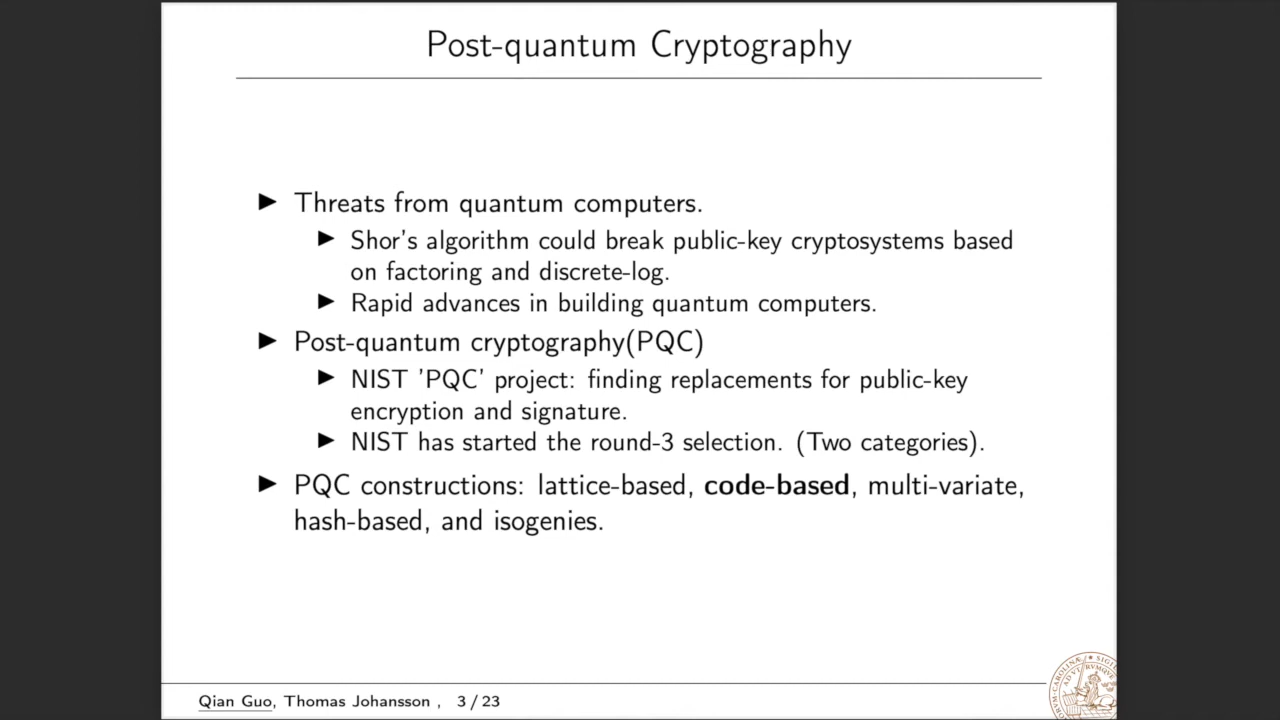 Post-quantum Cryptography
▶ Threats from quantum computers.
▶ Shor's algorithm could break public-key cryptosystems based
on factoring and discrete-log.
▶ Rapid advances in building quantum computers.
▶ Post-quantum cryptography(PQC)
▶ NIST 'PQC' project: finding replacements for public-key
encryption and signature.
▶ NIST has started the round-3 selection. (Two categories).
▶ PQC constructions: lattice-based, code-based, multi-variate,
hash-based, and isogenies.
Qian Guo, Thomas Johansson , 3 / 23